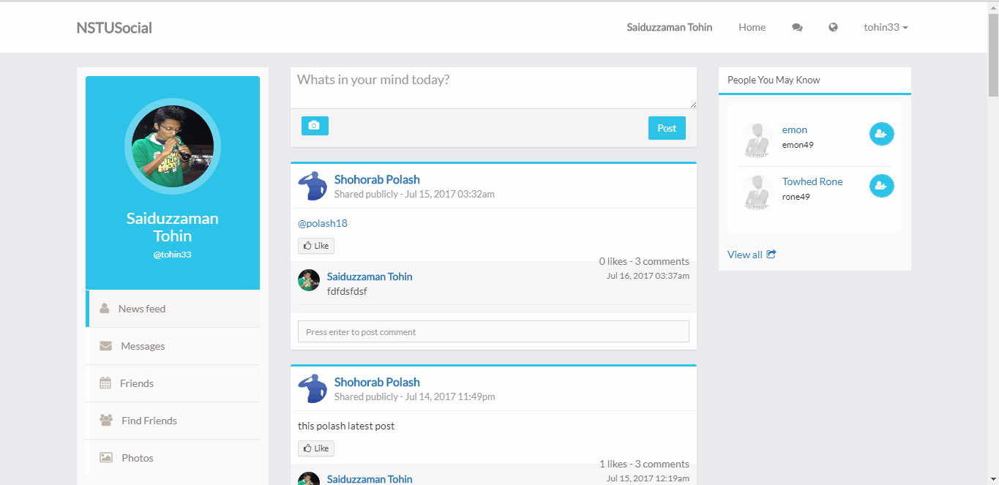 NSTUSocial
Saiduzzaman Tohin
Home
tohin33
Saiduzzaman
Tohin
@tohin33
News feed
Messages
Friends
Find Friends
Photos
Whats in your mind today?
Post
Shohorab Polash
Shared publicly - Jul 15, 2017 03:32am
@polash18
Like
0 likes - 3 comments
Saiduzzaman Tohin
Jul 16, 2017 03:37am
fdfdsfdsf
Press enter to post comment
Shohorab Polash
Shared publicly - Jul 14, 2017 11:49pm
this polash latest post
Like
1 likes - 3 comments
Saiduzzaman Tohin
Jul 15, 2017 12:19am
People You May Know
emon
emon49
Towhed Rone
rone49
View all